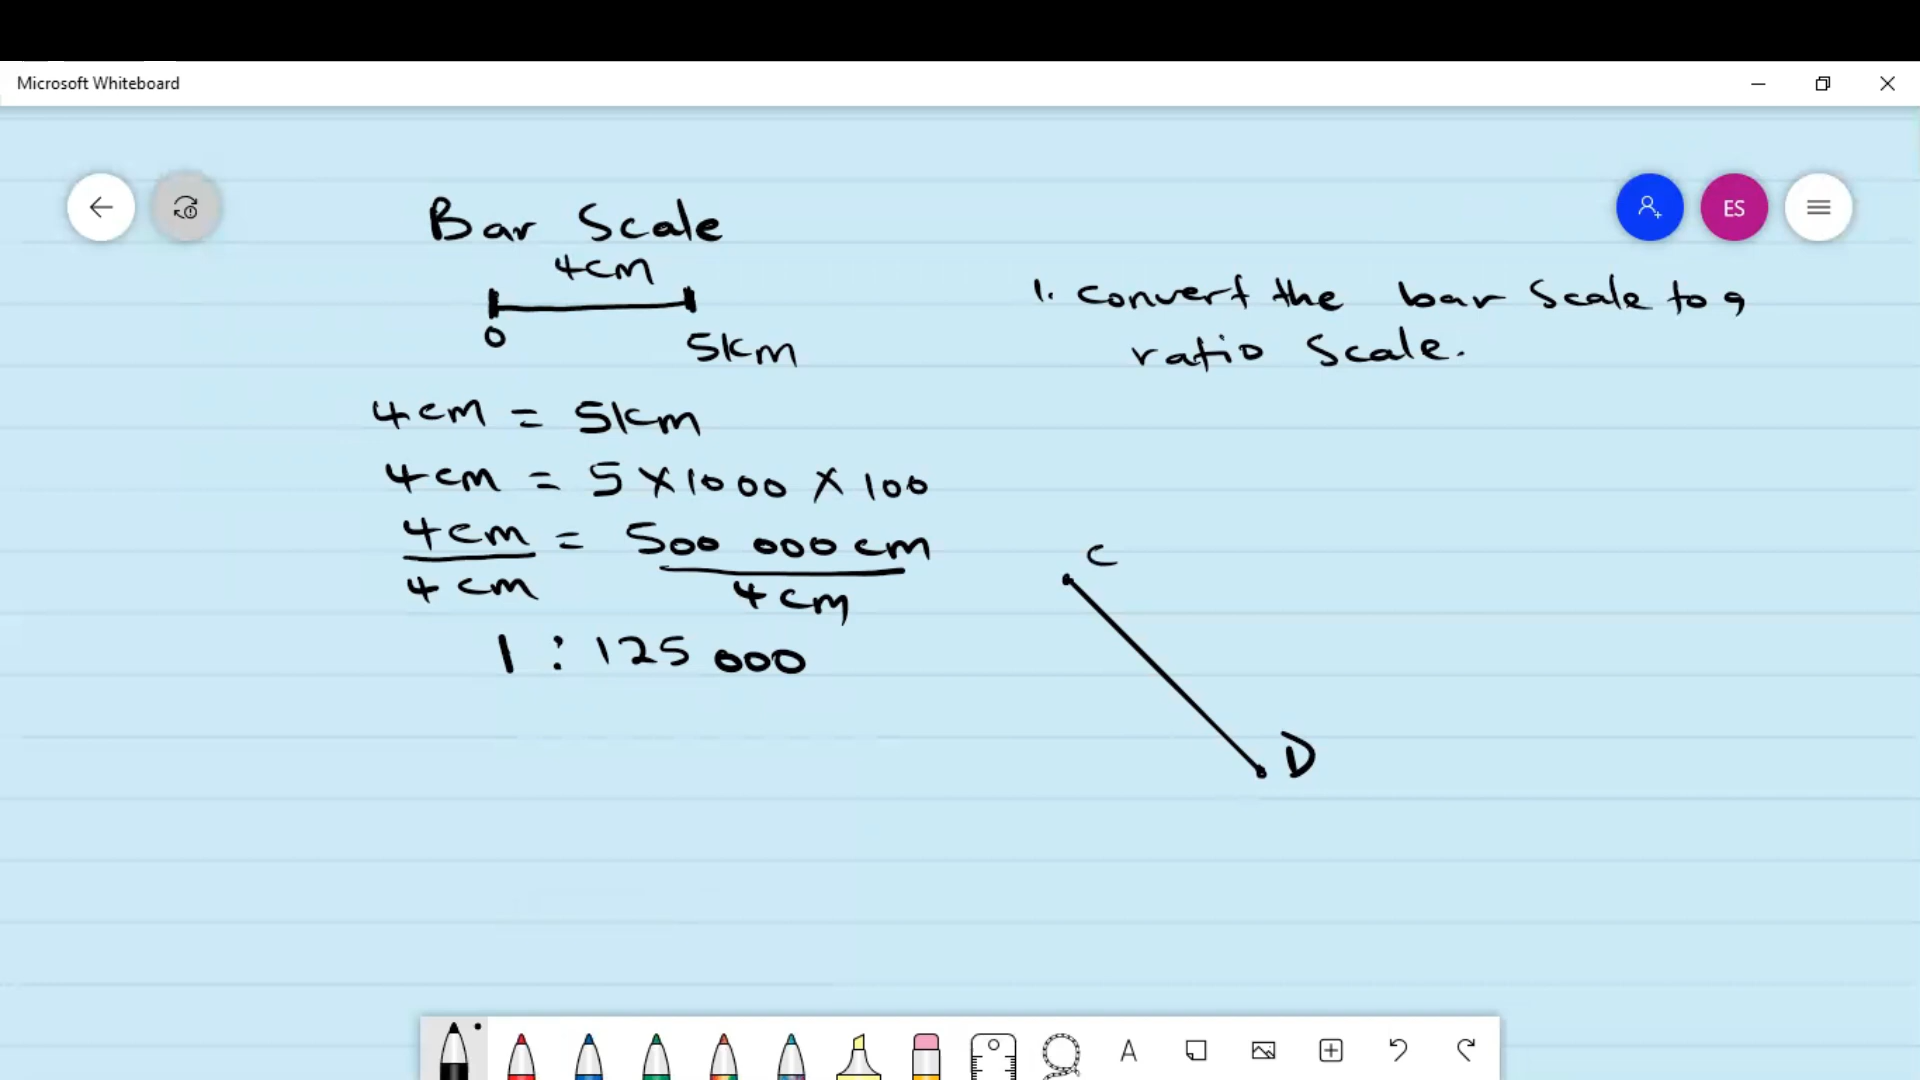 Microsoft Whiteboard
ES
Bar Scale
4cm
0
5km
4cm = 5km
4cm = 5 X 1000 X 100
4cm = 500 000 cm
4 cm 4cm
1 : 125 000
1. Convert the bar Scale to a
ratio Scale.
C
D
A